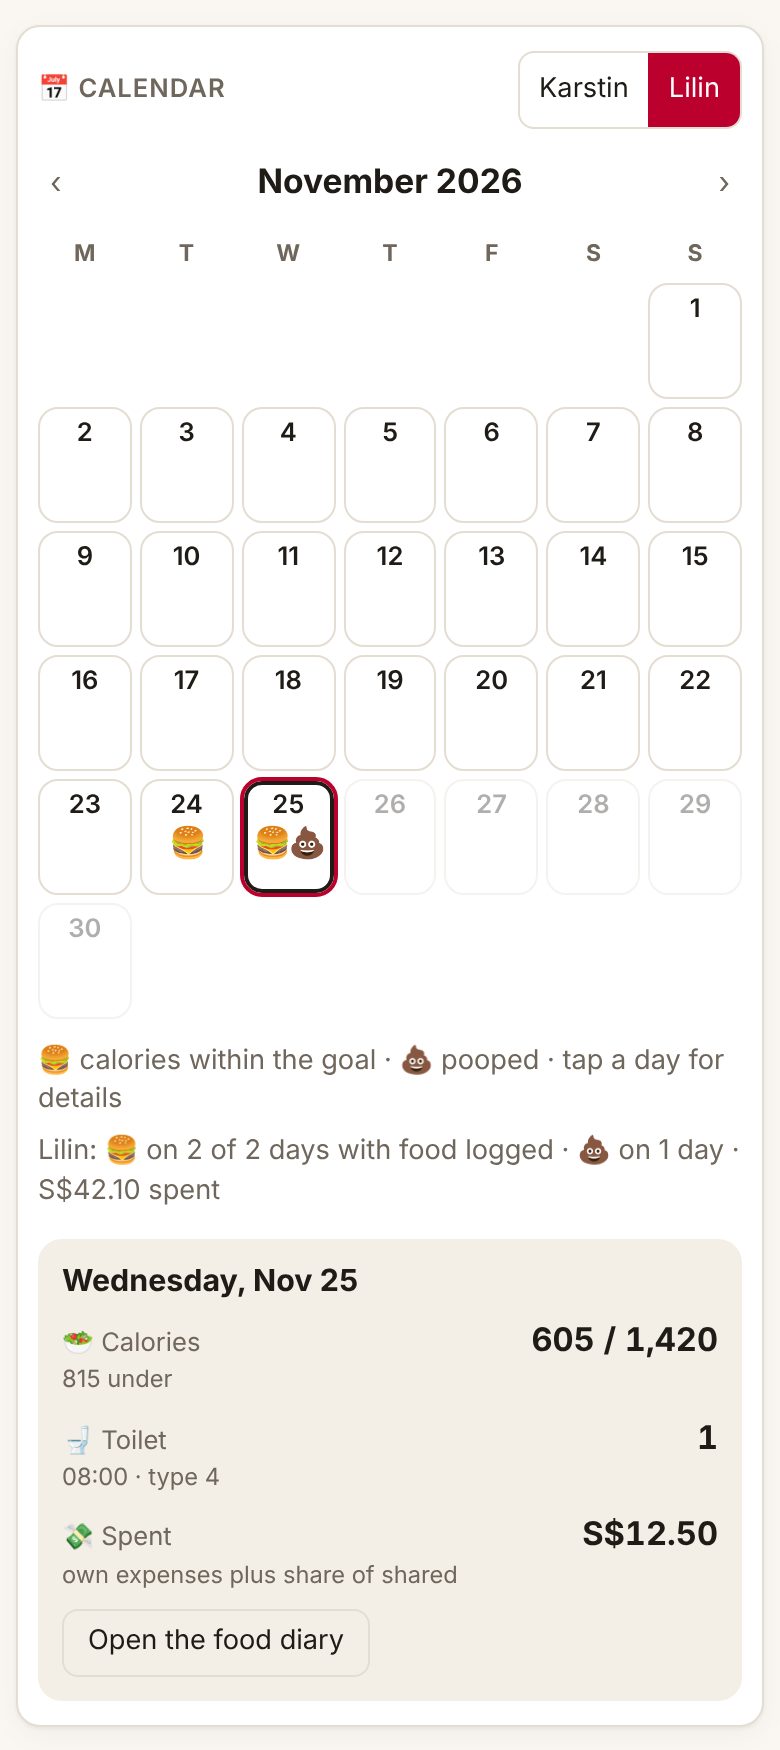 CALENDAR
Karstin Lilin
‹ November 2026 ›
M T W T F S S
1
2 3 4 5 6 7 8
9 10 11 12 13 14 15
16 17 18 19 20 21 22
23 24 25 26 27 28 29
30
🍔 calories within the goal · 💩 pooped · tap a day for
details
Lilin: 🍔 on 2 of 2 days with food logged · 💩 on 1 day ·
S$42.10 spent
Wednesday, Nov 25
🥗 Calories 605 / 1,420
815 under
🚽 Toilet 1
08:00 · type 4
💸 Spent S$12.50
own expenses plus share of shared
Open the food diary